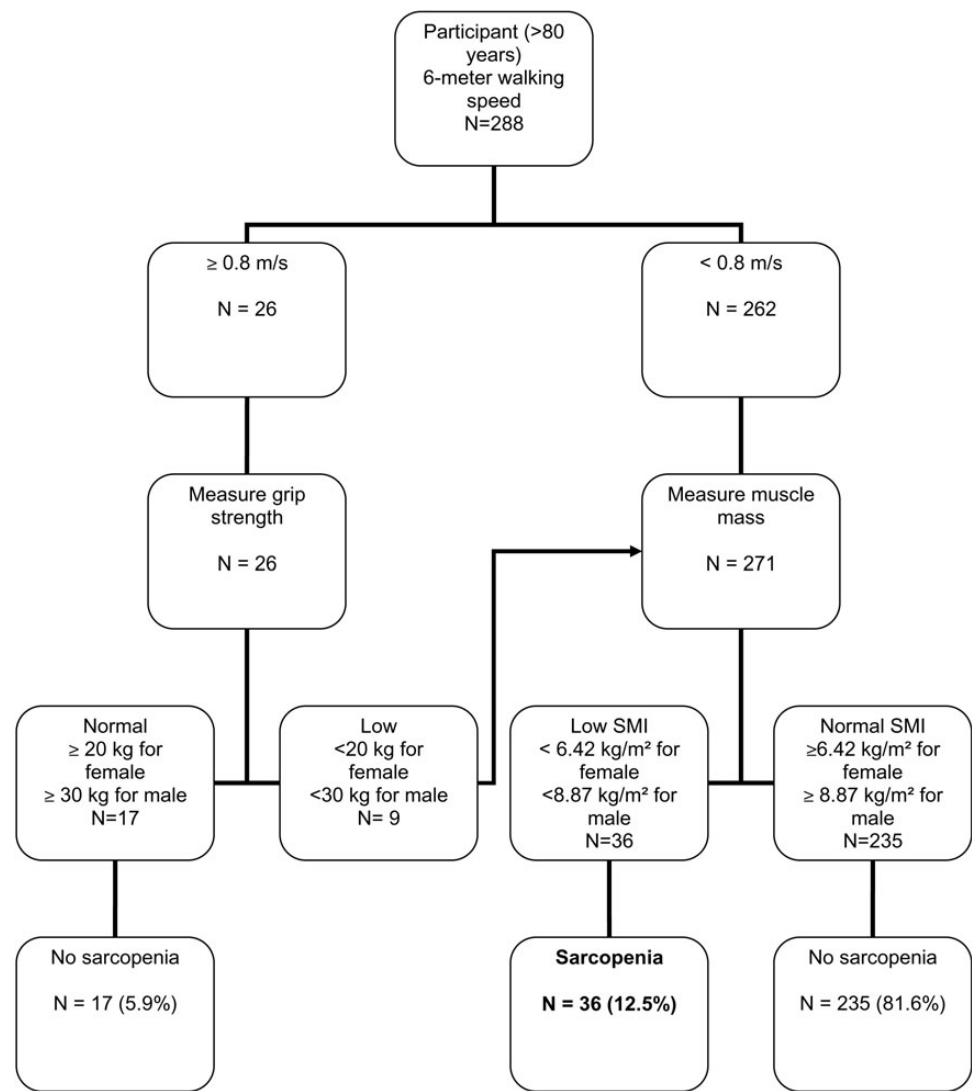 Participant (>80
years)
6-meter walking
speed
N=288
≥ 0.8 m/s
N = 26
< 0.8 m/s
N = 262
Measure grip
strength
N = 26
Measure muscle
mass
N = 271
Normal
≥ 20 kg for
female
≥ 30 kg for male
N=17
Low
<20 kg for
female
<30 kg for male
N= 9
Low SMI
< 6.42 kg/m² for
female
<8.87 kg/m² for
male
N=36
Normal SMI
≥6.42 kg/m² for
female
≥ 8.87 kg/m² for
male
N=235
No sarcopenia
N = 17 (5.9%)
Sarcopenia
N = 36 (12.5%)
No sarcopenia
N = 235 (81.6%)